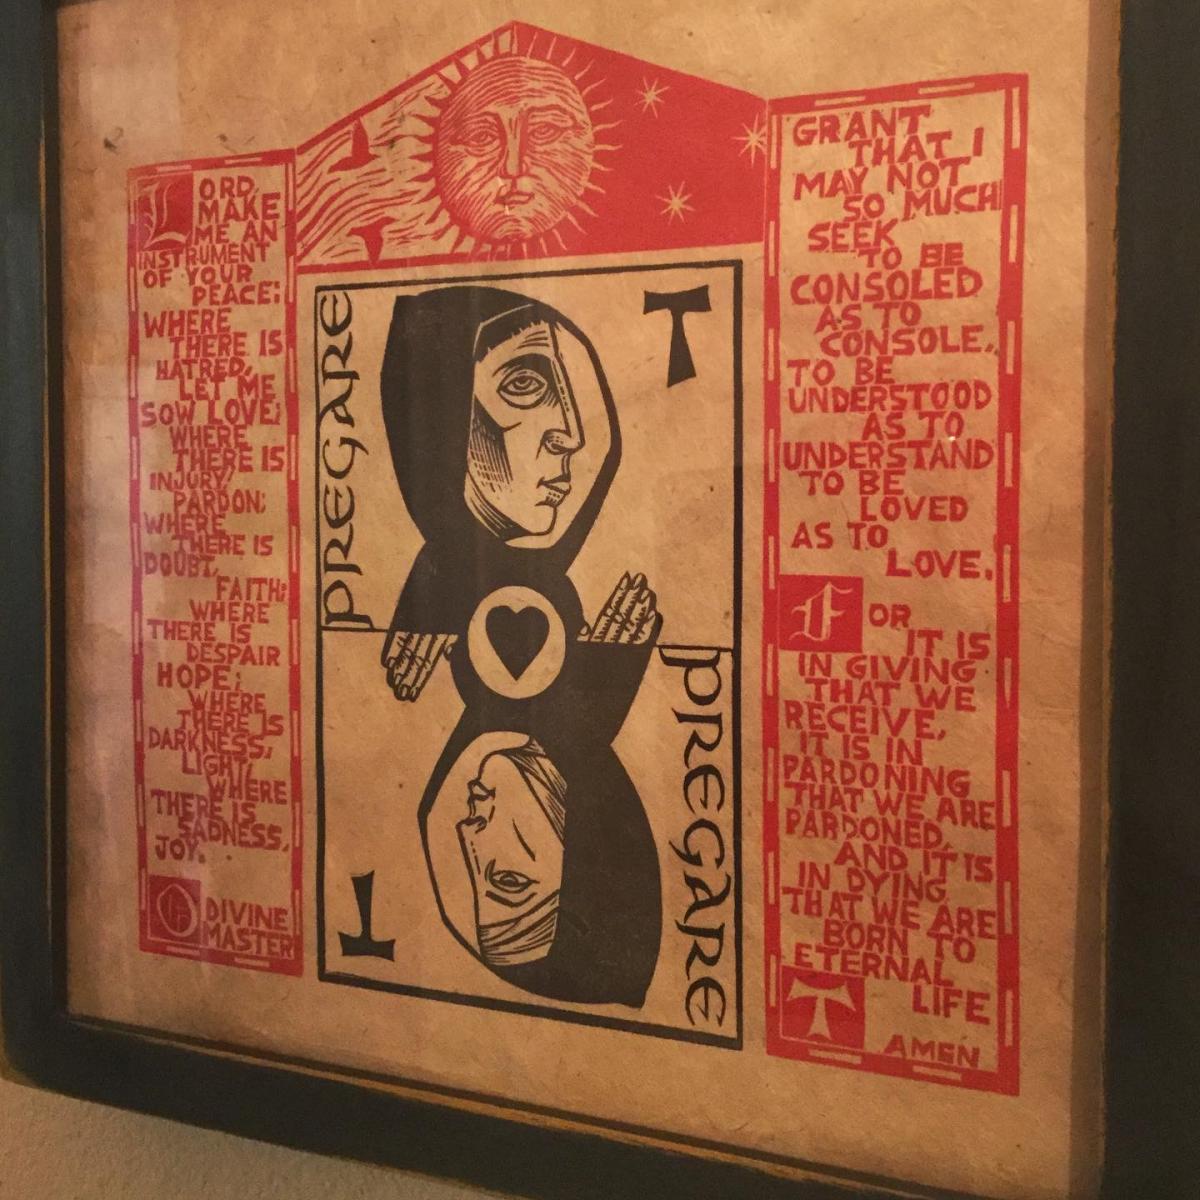 LORD,
MAKE
ME AN
INSTRUMENT
OF YOUR
PEACE;
WHERE
THERE IS
HATRED,
LET ME
SOW LOVE;
WHERE
THERE IS
INJURY,
PARDON;
WHERE
THERE IS
DOUBT,
FAITH;
WHERE
THERE IS
DESPAIR
HOPE;
WHERE
THERE IS
DARKNESS,
LIGHT,
WHERE
THERE IS
SADNESS,
JOY.
O DIVINE
MASTER
PREGARE
T
PREGARE
T
GRANT
THAT I
MAY NOT
SO MUCH
SEEK
TO BE
CONSOLED
AS TO
CONSOLE,
TO BE
UNDERSTOOD
AS TO
UNDERSTAND
TO BE
LOVED
AS TO
LOVE.
FOR
IT IS
IN GIVING
THAT WE
RECEIVE,
IT IS IN
PARDONING
THAT WE ARE
PARDONED,
AND IT IS
IN DYING
THAT WE ARE
BORN TO
ETERNAL
LIFE
T
AMEN